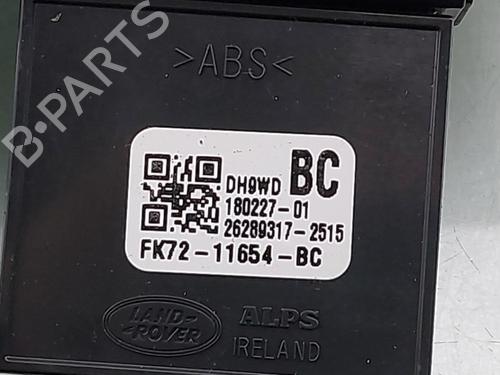 B·PARTS
>ABS<
DH9WD BC
180227-01
26289317-2515
FK72-11654-BC
LAND-
-ROVER
ALPS
IRELAND